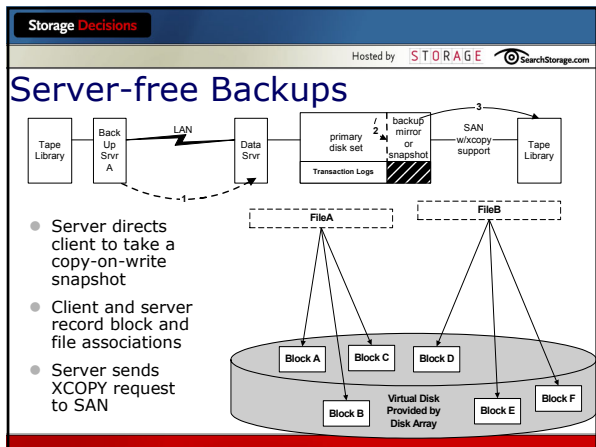 Storage Decisions
Hosted by STORAGE SearchStorage.com
Server-free Backups
Tape
Library
Back
Up
Srvr
A
LAN
Data
Srvr
primary
disk set
Transaction Logs
/
2
backup
mirror
or
snapshot
3
SAN
w/xcopy
support
Tape
Library
1
Server directs
client to take a
copy-on-write
snapshot
Client and server
record block and
file associations
Server sends
XCOPY request
to SAN
FileA
FileB
Block A
Block C
Block D
Block B
Virtual Disk
Provided by
Disk Array
Block E
Block F